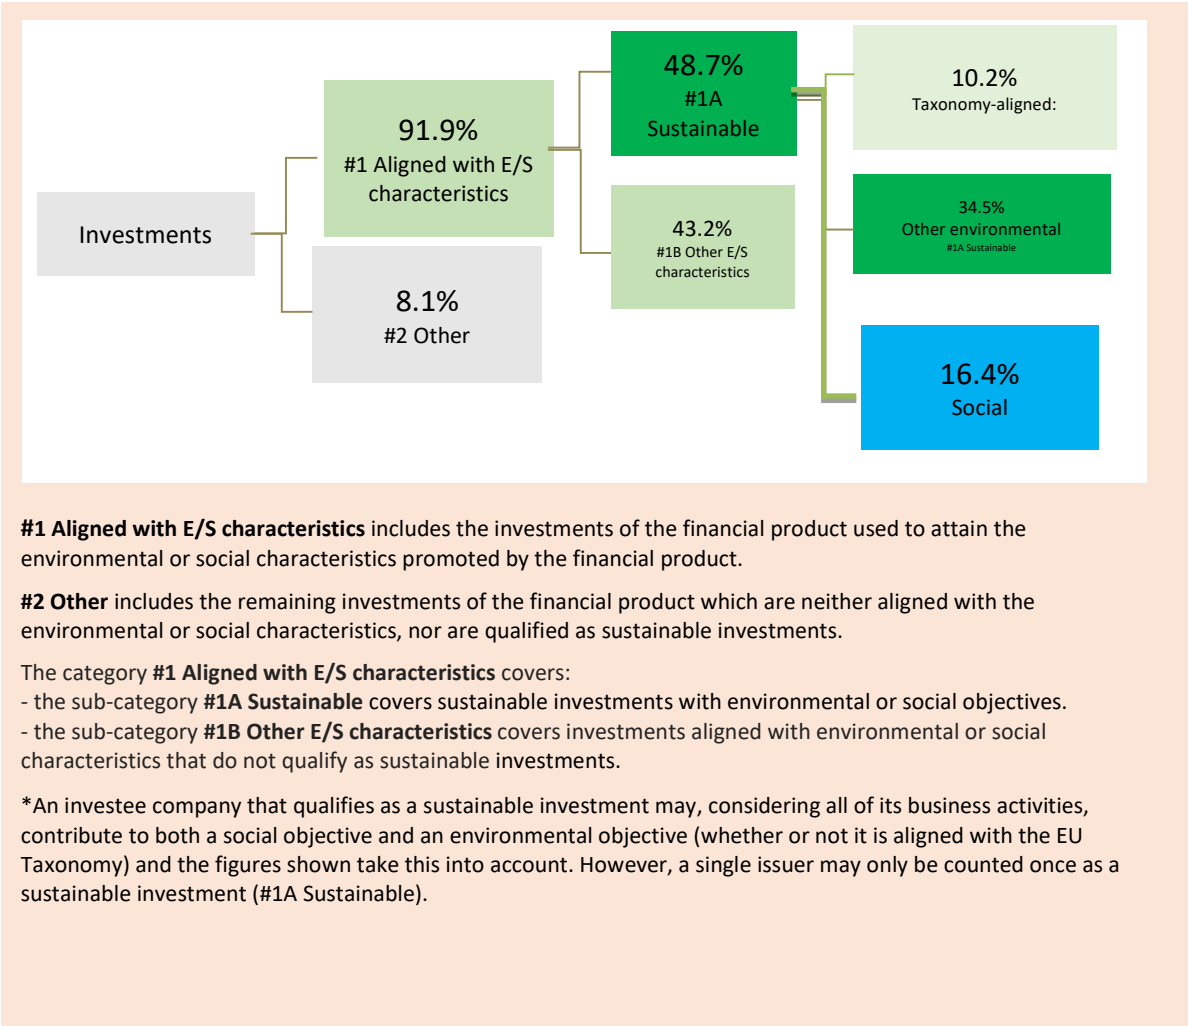 Investments
91.9%
#1 Aligned with E/S
characteristics
8.1%
#2 Other
48.7%
#1A
Sustainable
43.2%
#1B Other E/S
characteristics
10.2%
Taxonomy-aligned:
34.5%
Other environmental
#1A Sustainable
16.4%
Social
#1 Aligned with E/S characteristics includes the investments of the financial product used to attain the
environmental or social characteristics promoted by the financial product.
#2 Other includes the remaining investments of the financial product which are neither aligned with the
environmental or social characteristics, nor are qualified as sustainable investments.
The category #1 Aligned with E/S characteristics covers:
- the sub-category #1A Sustainable covers sustainable investments with environmental or social objectives.
- the sub-category #1B Other E/S characteristics covers investments aligned with environmental or social
characteristics that do not qualify as sustainable investments.
*An investee company that qualifies as a sustainable investment may, considering all of its business activities,
contribute to both a social objective and an environmental objective (whether or not it is aligned with the EU
Taxonomy) and the figures shown take this into account. However, a single issuer may only be counted once as a
sustainable investment (#1A Sustainable).